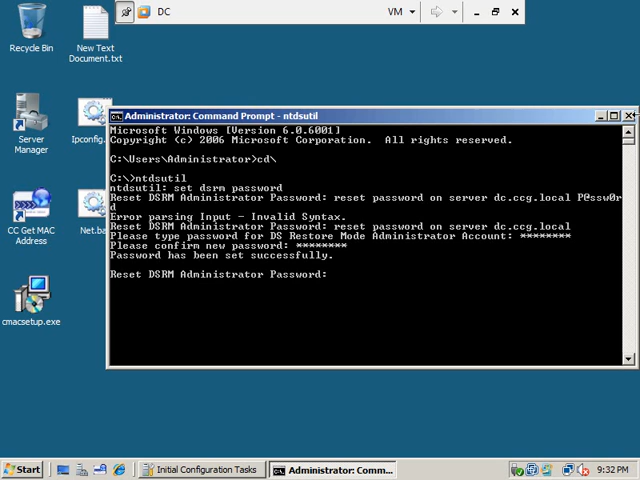 DC
VM
Recycle Bin
New Text
Document.txt
Server
Manager
Ipconfig.
CC Get MAC
Address
Net.ba
cmacsetup.exe
Administrator: Command Prompt - ntdsutil
Microsoft Windows [Version 6.0.6001]
Copyright (c) 2006 Microsoft Corporation.  All rights reserved.
C:\Users\Administrator>cd\
C:\>ntdsutil
ntdsutil: set dsrm password
Reset DSRM Administrator Password: reset password on server dc.ccg.local P@ssw0r
d
Error parsing Input - Invalid Syntax.
Reset DSRM Administrator Password: reset password on server dc.ccg.local
Please type password for DS Restore Mode Administrator Account: ********
Please confirm new password: ********
Password has been set successfully.
Reset DSRM Administrator Password:
Start
Initial Configuration Tasks
Administrator: Comm...
9:32 PM